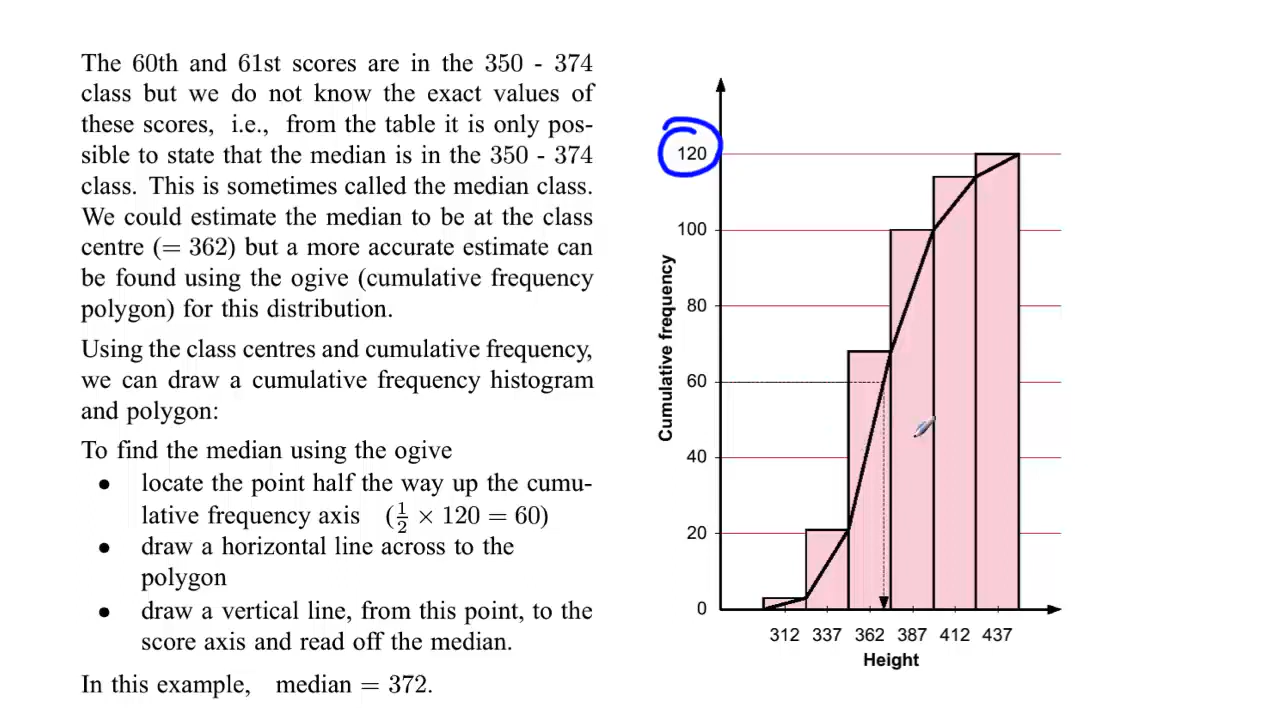 The 60th and 61st scores are in the 350 - 374
class but we do not know the exact values of
these scores, i.e., from the table it is only pos-
sible to state that the median is in the 350 - 374
class. This is sometimes called the median class.
We could estimate the median to be at the class
centre (= 362) but a more accurate estimate can
be found using the ogive (cumulative frequency
polygon) for this distribution.
Using the class centres and cumulative frequency,
we can draw a cumulative frequency histogram
and polygon:
To find the median using the ogive
• locate the point half the way up the cumu-
lative frequency axis (1/2 × 120 = 60)
• draw a horizontal line across to the
polygon
• draw a vertical line, from this point, to the
score axis and read off the median.
In this example, median = 372.
Cumulative frequency
120
100
80
60
40
20
0
312 337 362 387 412 437
Height